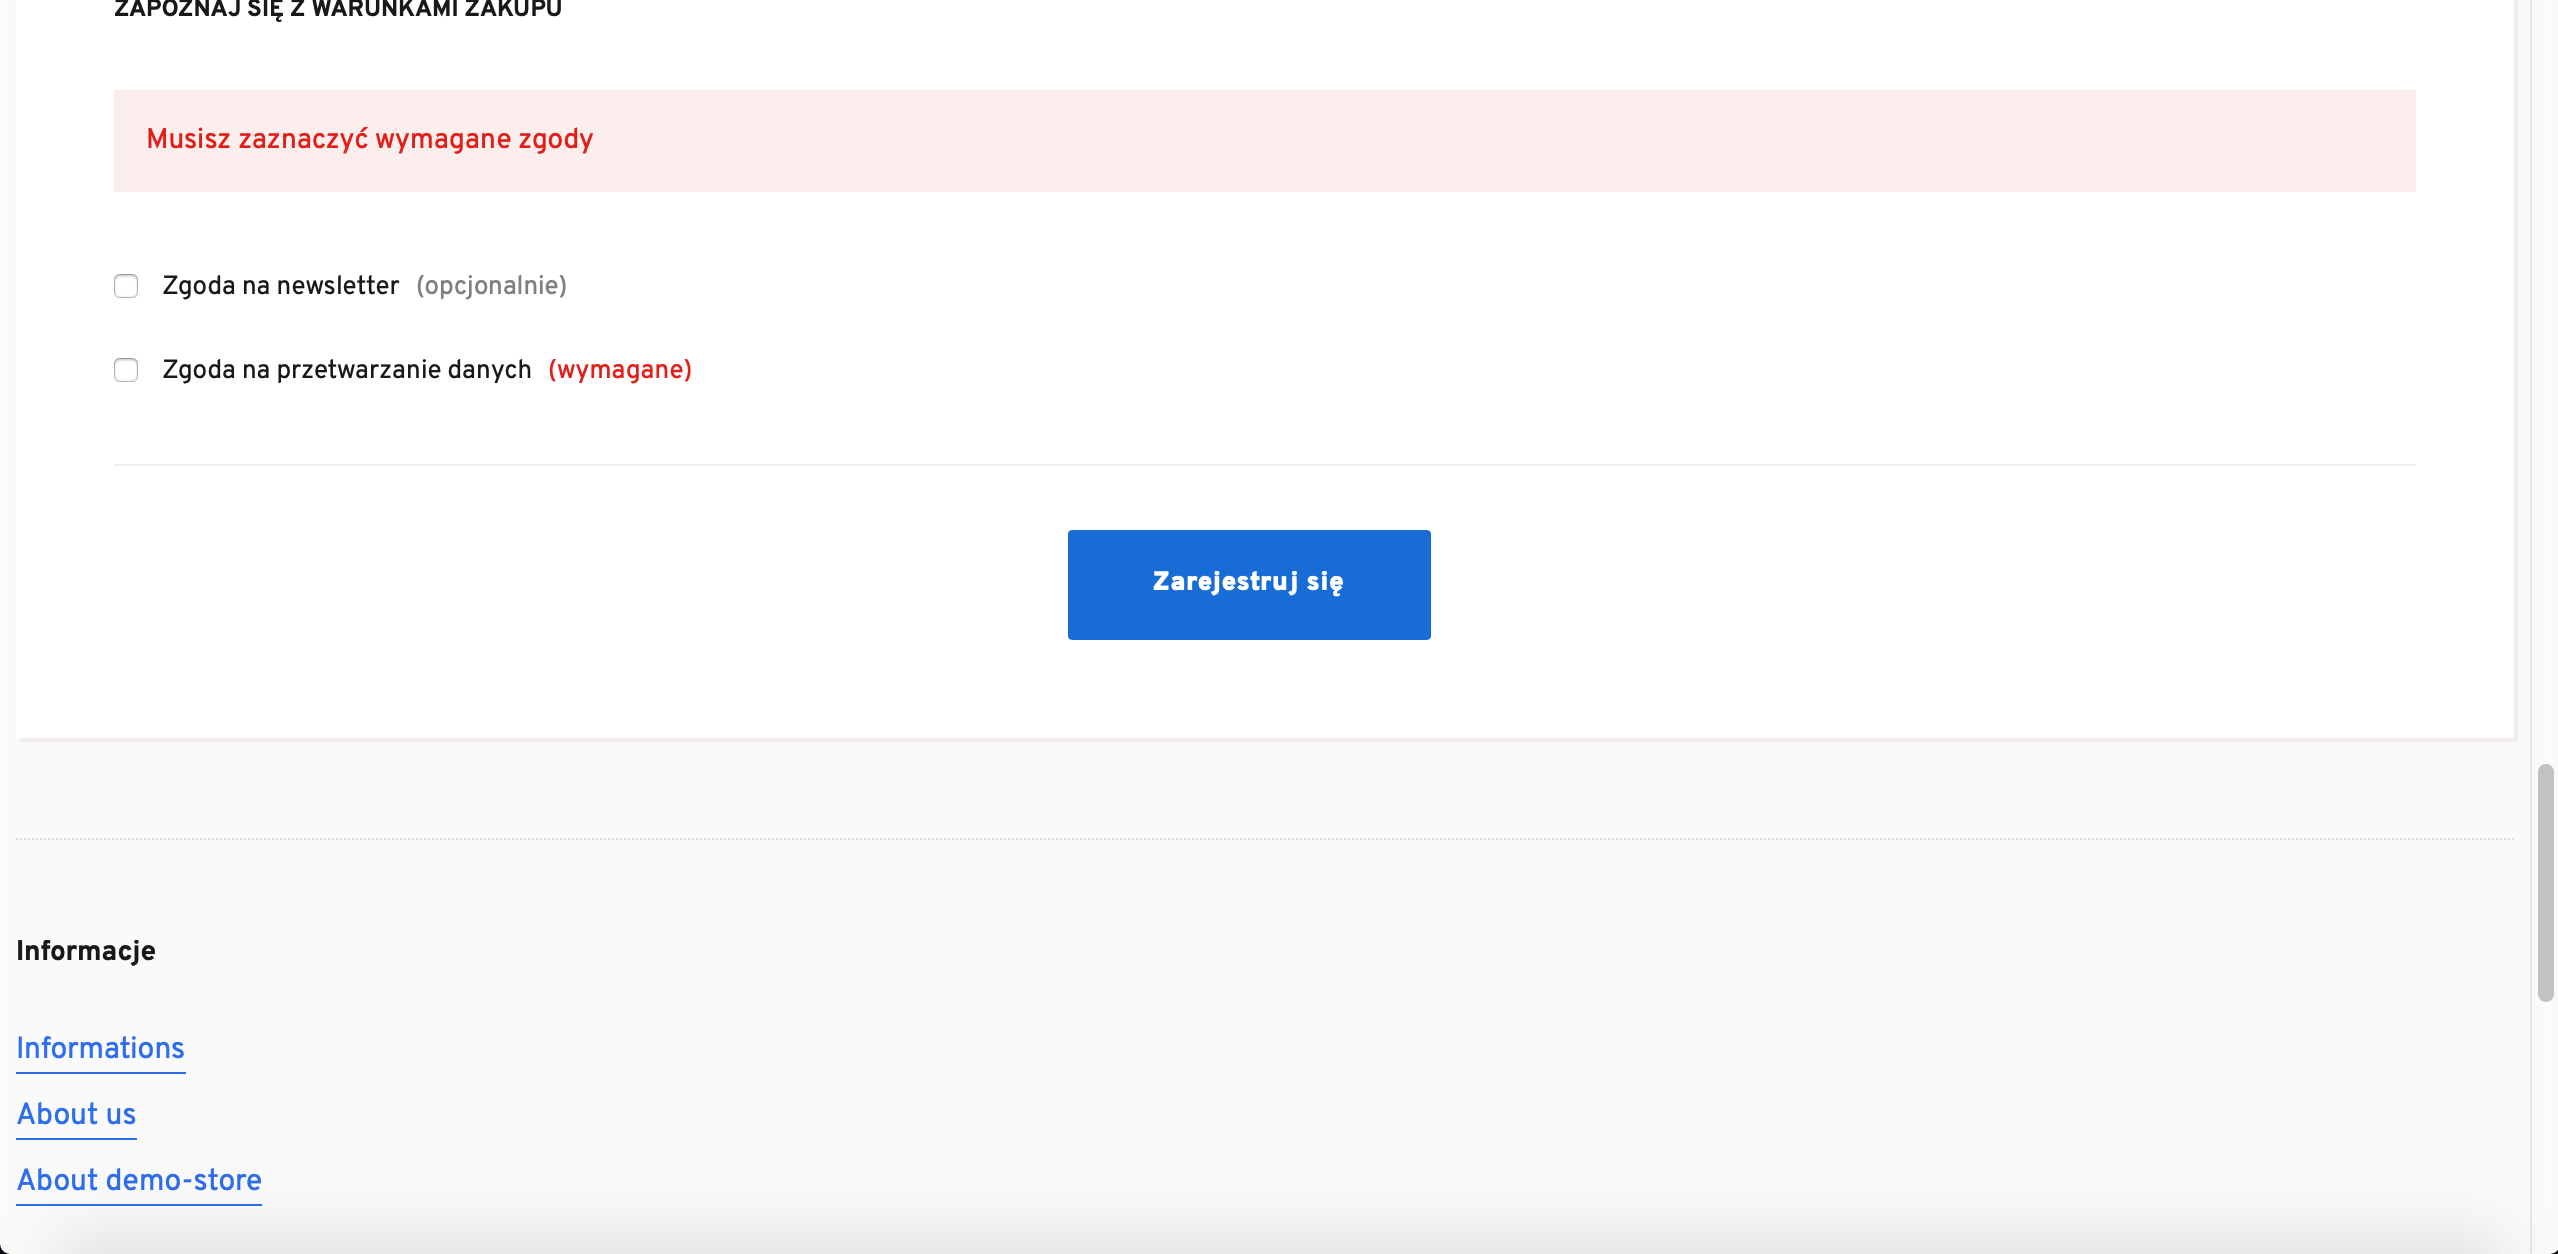 ZAPOZNAJ SIĘ Z WARUNKAMI ZAKUPU
Musisz zaznaczyć wymagane zgody
Zgoda na newsletter (opcjonalnie)
Zgoda na przetwarzanie danych (wymagane)
Zarejestruj się
Informacje
Informations
About us
About demo-store